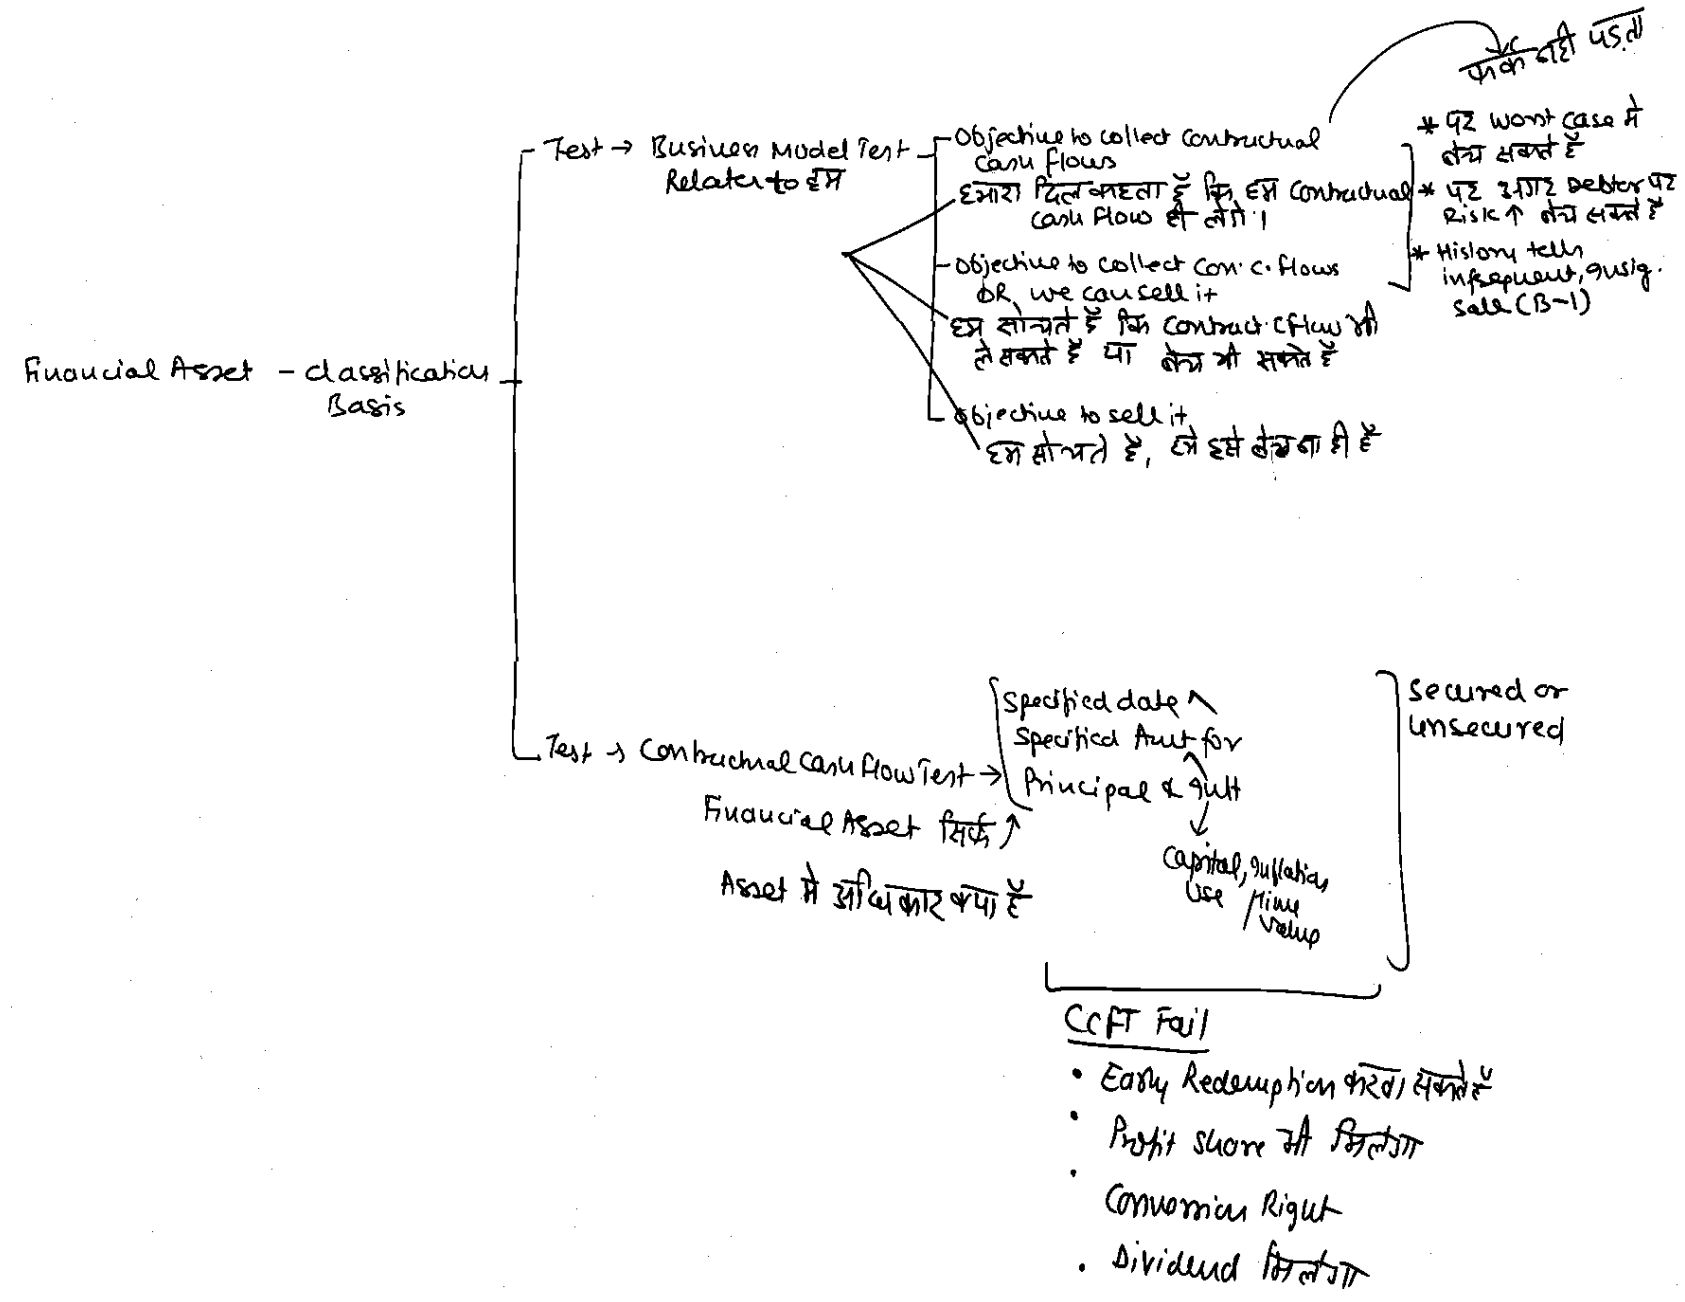 Financial Asset - classification
Basis
Test → Business Model Test
Relates to हम
Objective to collect contractual
cash flows
हमारा दिल कहता है कि हम contractual
cash flow ही लेंगे।
Objective to collect con. c. flows
OR, we can sell it
हम सोचते है कि contract. cflow भी
ले सकते है या बेच भी सकते है
Objective to sell it
हम सोचते है, हमे इसे बेचना ही है
फर्क नही पड़ता
* पर worst case मे
बेच सकते है
* पर अगर Debtor पर
Risk ↑ बेच सकते है
* History tells
infrequent, insig.
sale (B-1)
Test → Contractual Cash flow Test →
Financial Asset सिर्फ
Asset मे अधिकार क्या है
Specified date
Specified Amt for
Principal & Intt
Capital, Inflation
use / Time
value
Secured or
unsecured
CCFT Fail
• Early Redemption करवा सकते है
• Profit share भी मिलेगा
• Conversion Right
• Dividend मिलेगा